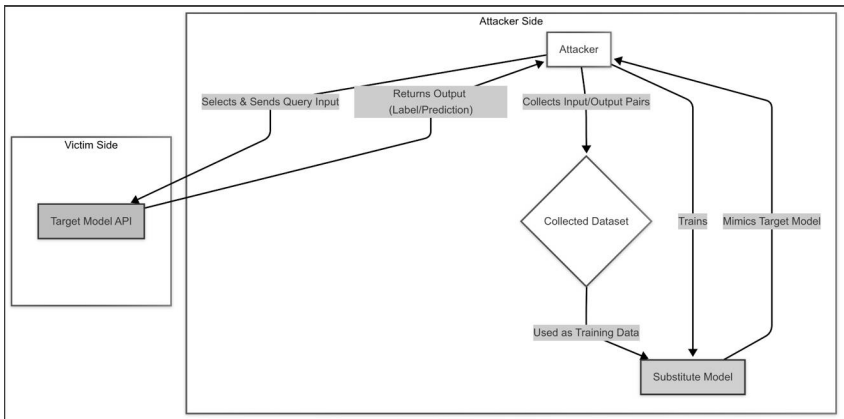 Attacker Side
Attacker
Selects & Sends Query Input
Returns Output
(Label/Prediction)
Collects Input/Output Pairs
Victim Side
Target Model API
Collected Dataset
Trains
Mimics Target Model
Used as Training Data
Substitute Model